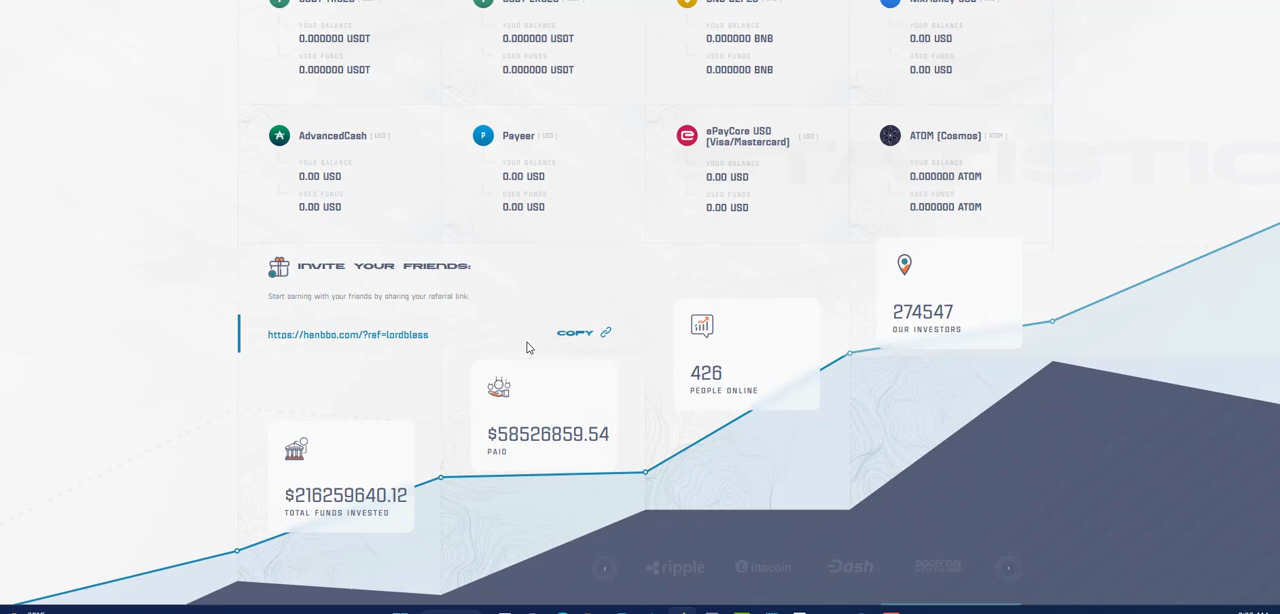 YOUR BALANCE YOUR BALANCE YOUR BALANCE YOUR BALANCE
0.000000 USDT 0.000000 USDT 0.000000 BNB 0.00 USD
USED FUNDS USED FUNDS USED FUNDS USED FUNDS
0.000000 USDT 0.000000 USDT 0.000000 BNB 0.00 USD
AdvancedCash [ USD ] Payeer [ USD ] ePayCore USD [ USD ] ATOM [Cosmos] [ ATOM ]
[Visa/Mastercard]
YOUR BALANCE YOUR BALANCE YOUR BALANCE YOUR BALANCE
0.00 USD 0.00 USD 0.00 USD 0.000000 ATOM
USED FUNDS USED FUNDS USED FUNDS USED FUNDS
0.00 USD 0.00 USD 0.00 USD 0.000000 ATOM
INVITE YOUR FRIENDS:
Start earning with your friends by sharing your referral link.
https://hanbbo.com/?ref=lordbless COPY
274547
OUR INVESTORS
426
PEOPLE ONLINE
$58526859.54
PAID
$216259640.12
TOTAL FUNDS INVESTED
ripple litecoin Dash DOGECOIN